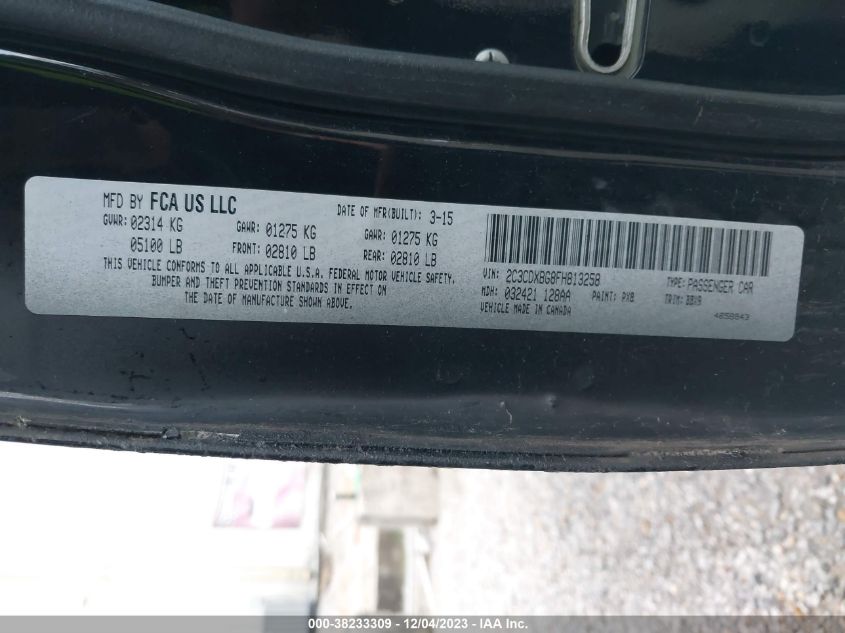 MFD BY FCA US LLC
DATE OF MFR(BUILT): 3-15
GVWR: 02314 KG
GAWR: 01275 KG
GAWR: 01275 KG
05100 LB
FRONT: 02810 LB
REAR: 02810 LB
THIS VEHICLE CONFORMS TO ALL APPLICABLE U.S.A. FEDERAL MOTOR VEHICLE SAFETY,
BUMPER AND THEFT PREVENTION STANDARDS IN EFFECT ON
THE DATE OF MANUFACTURE SHOWN ABOVE.
VIN: 2C3CDXBG8FH813258
TYPE: PASSENGER CAR
MDH: 032421 128AA
PAINT: PX8
TRIM: BBX9
VEHICLE MADE IN CANADA
4658843
000-38233309 - 12/04/2023 - IAA Inc.